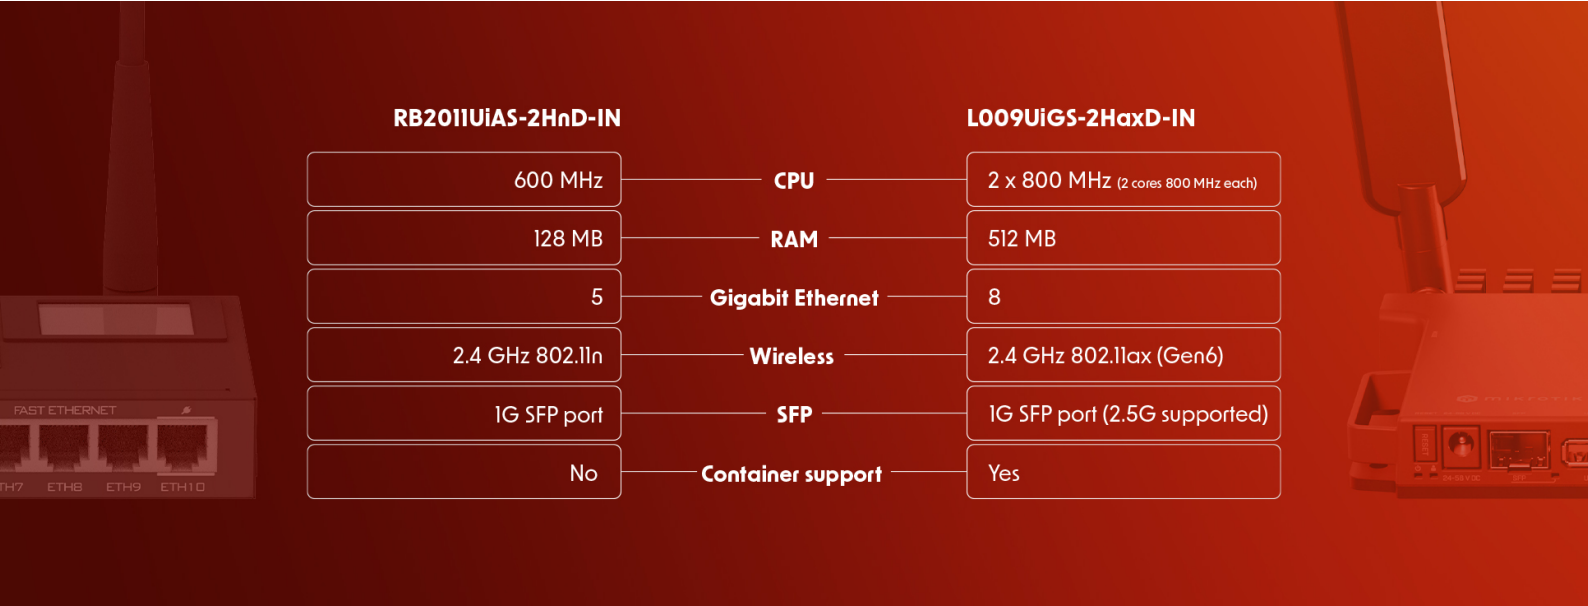 RB2011UiAS-2HnD-IN
L009UiGS-2HaxD-IN
600 MHz CPU 2 x 800 MHz (2 cores 800 MHz each)
128 MB RAM 512 MB
5 Gigabit Ethernet 8
2.4 GHz 802.11n Wireless 2.4 GHz 802.11ax (Gen6)
1G SFP port SFP 1G SFP port (2.5G supported)
No Container support Yes
FAST ETHERNET
ETH8 ETH9 ETH10
SFP